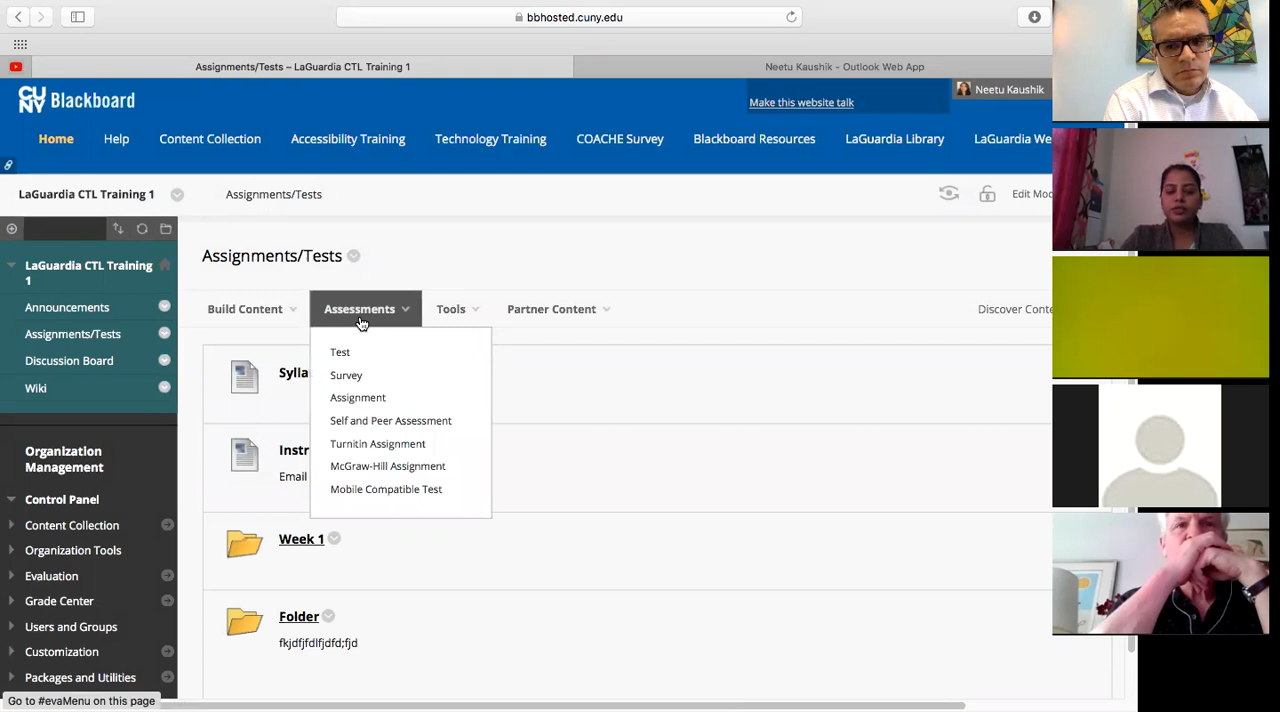 bbhosted.cuny.edu
Assignments/Tests – LaGuardia CTL Training 1
Neetu Kaushik - Outlook Web App
CUNY Blackboard
Make this website talk
Neetu Kaushik
Home
Help
Content Collection
Accessibility Training
Technology Training
COACHE Survey
Blackboard Resources
LaGuardia Library
LaGuardia We
LaGuardia CTL Training 1
Assignments/Tests
Edit Mo
LaGuardia CTL Training
1
Announcements
Assignments/Tests
Discussion Board
Wiki
Organization
Management
Control Panel
Content Collection
Organization Tools
Evaluation
Grade Center
Users and Groups
Customization
Packages and Utilities
Assignments/Tests
Build Content
Assessments
Tools
Partner Content
Discover Conte
Test
Survey
Assignment
Self and Peer Assessment
Turnitin Assignment
McGraw-Hill Assignment
Mobile Compatible Test
Sylla
Instr
Email
Week 1
Folder
fkjdfjfdlfjdfd;fjd
Go to #evaMenu on this page